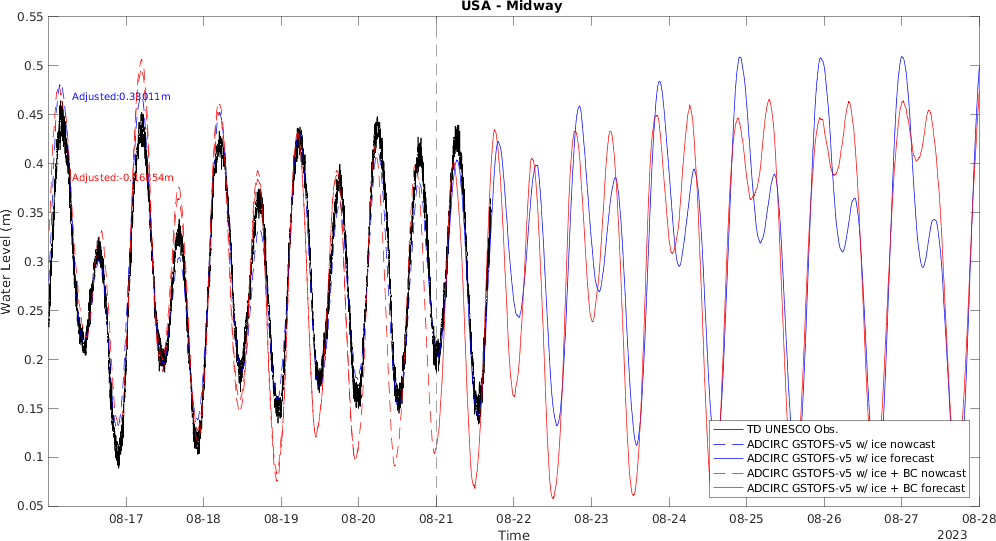 USA - Midway
0.55
0.5
0.45
0.4
0.35
0.3
0.25
0.2
0.15
0.1
0.05
Water Level (m)
Adjusted:0.33011m
TD UNESCO Obs.
ADCIRC GSTOFS-v5 w/ ice nowcast
ADCIRC GSTOFS-v5 w/ ice forecast
ADCIRC GSTOFS-v5 w/ ice + BC nowcast
ADCIRC GSTOFS-v5 w/ ice + BC forecast
08-17 08-18 08-19 08-20 08-21 08-22 08-23 08-24 08-25 08-26 08-27 08-28
Time
2023